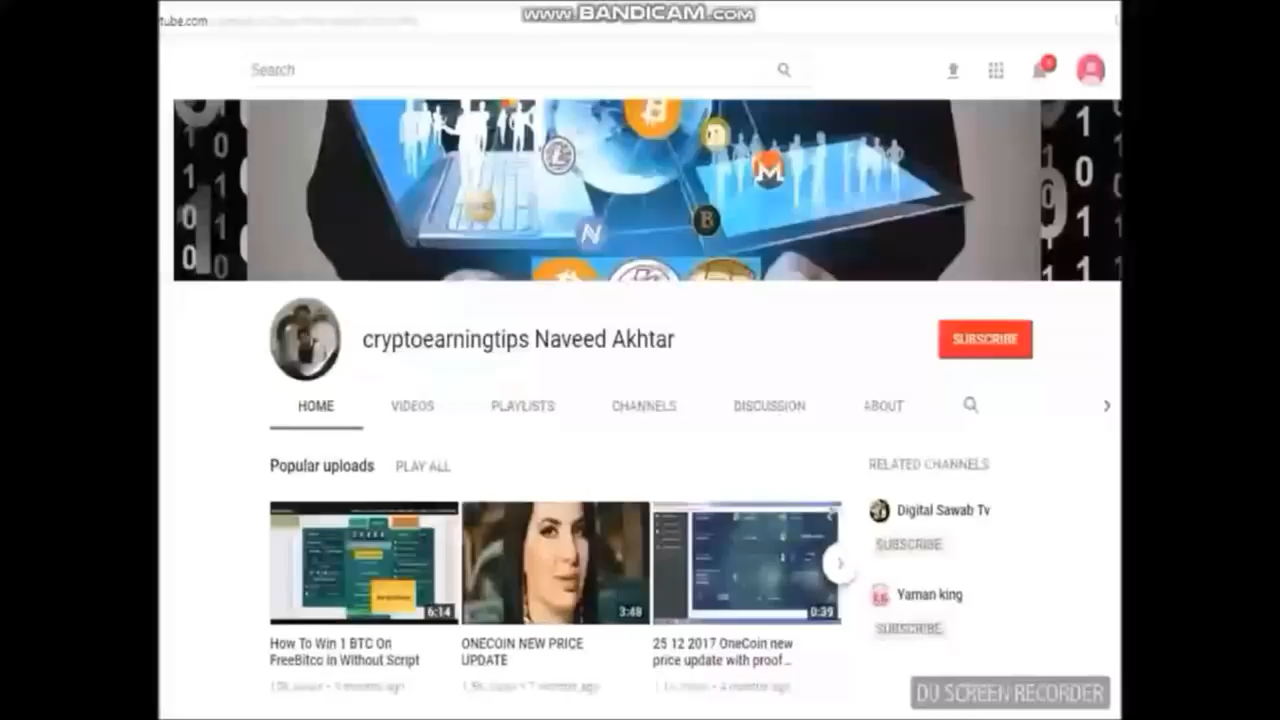 www.BANDICAM.com
tube.com
Search
cryptoearningtips Naveed Akhtar
SUBSCRIBE
HOME
VIDEOS
PLAYLISTS
CHANNELS
DISCUSSION
ABOUT
Popular uploads
PLAY ALL
RELATED CHANNELS
6:14
3:48
0:39
How To Win 1 BTC On
FreeBitco in Without Script
ONECOIN NEW PRICE
UPDATE
25 12 2017 OneCoin new
price update with proof...
Digital Sawab Tv
SUBSCRIBE
Yaman king
SUBSCRIBE
DU SCREEN RECORDER